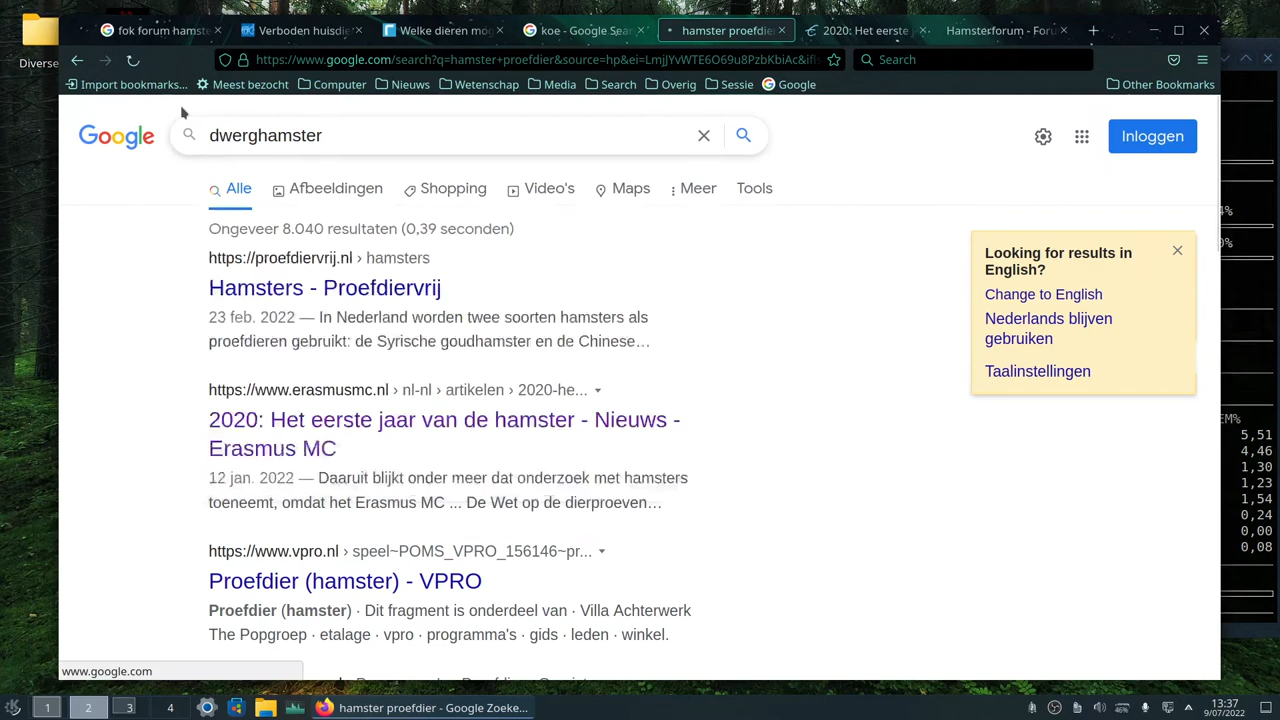 Diverse
fok forum hamste
Verboden huisdie
Welke dieren mo
koe - Google Sea
hamster proefdie
2020: Het eerste j
Hamsterforum - Foru
https://www.google.com/search?q=hamster+proefdier&source=hp&ei=LmjJYvWTE6O69u8PzbKbiAc&iflsi
Search
Import bookmarks...
Meest bezocht
Computer
Nieuws
Wetenschap
Media
Search
Overig
Sessie
Google
Other Bookmarks
Google
dwerghamster
Inloggen
Alle
Afbeeldingen
Shopping
Video's
Maps
Meer
Tools
Ongeveer 8.040 resultaten (0,39 seconden)
https://proefdiervrij.nl › hamsters
Hamsters - Proefdiervrij
23 feb. 2022 — In Nederland worden twee soorten hamsters als
proefdieren gebruikt: de Syrische goudhamster en de Chinese…
https://www.erasmusmc.nl › nl-nl › artikelen › 2020-he...
2020: Het eerste jaar van de hamster - Nieuws -
Erasmus MC
12 jan. 2022 — Daaruit blijkt onder meer dat onderzoek met hamsters
toeneemt, omdat het Erasmus MC ... De Wet op de dierproeven…
https://www.vpro.nl › speel~POMS_VPRO_156146~pr...
Proefdier (hamster) - VPRO
Proefdier (hamster) · Dit fragment is onderdeel van · Villa Achterwerk
The Popgroep · etalage · vpro · programma's · gids · leden · winkel.
Looking for results in
English?
Change to English
Nederlands blijven
gebruiken
Taalinstellingen
EM%
5,51
4,46
1,30
1,23
1,54
0,24
0,00
0,08
www.google.com
1
2
3
4
hamster proefdier - Google Zoeke...
46%
13:37
9/07/2022